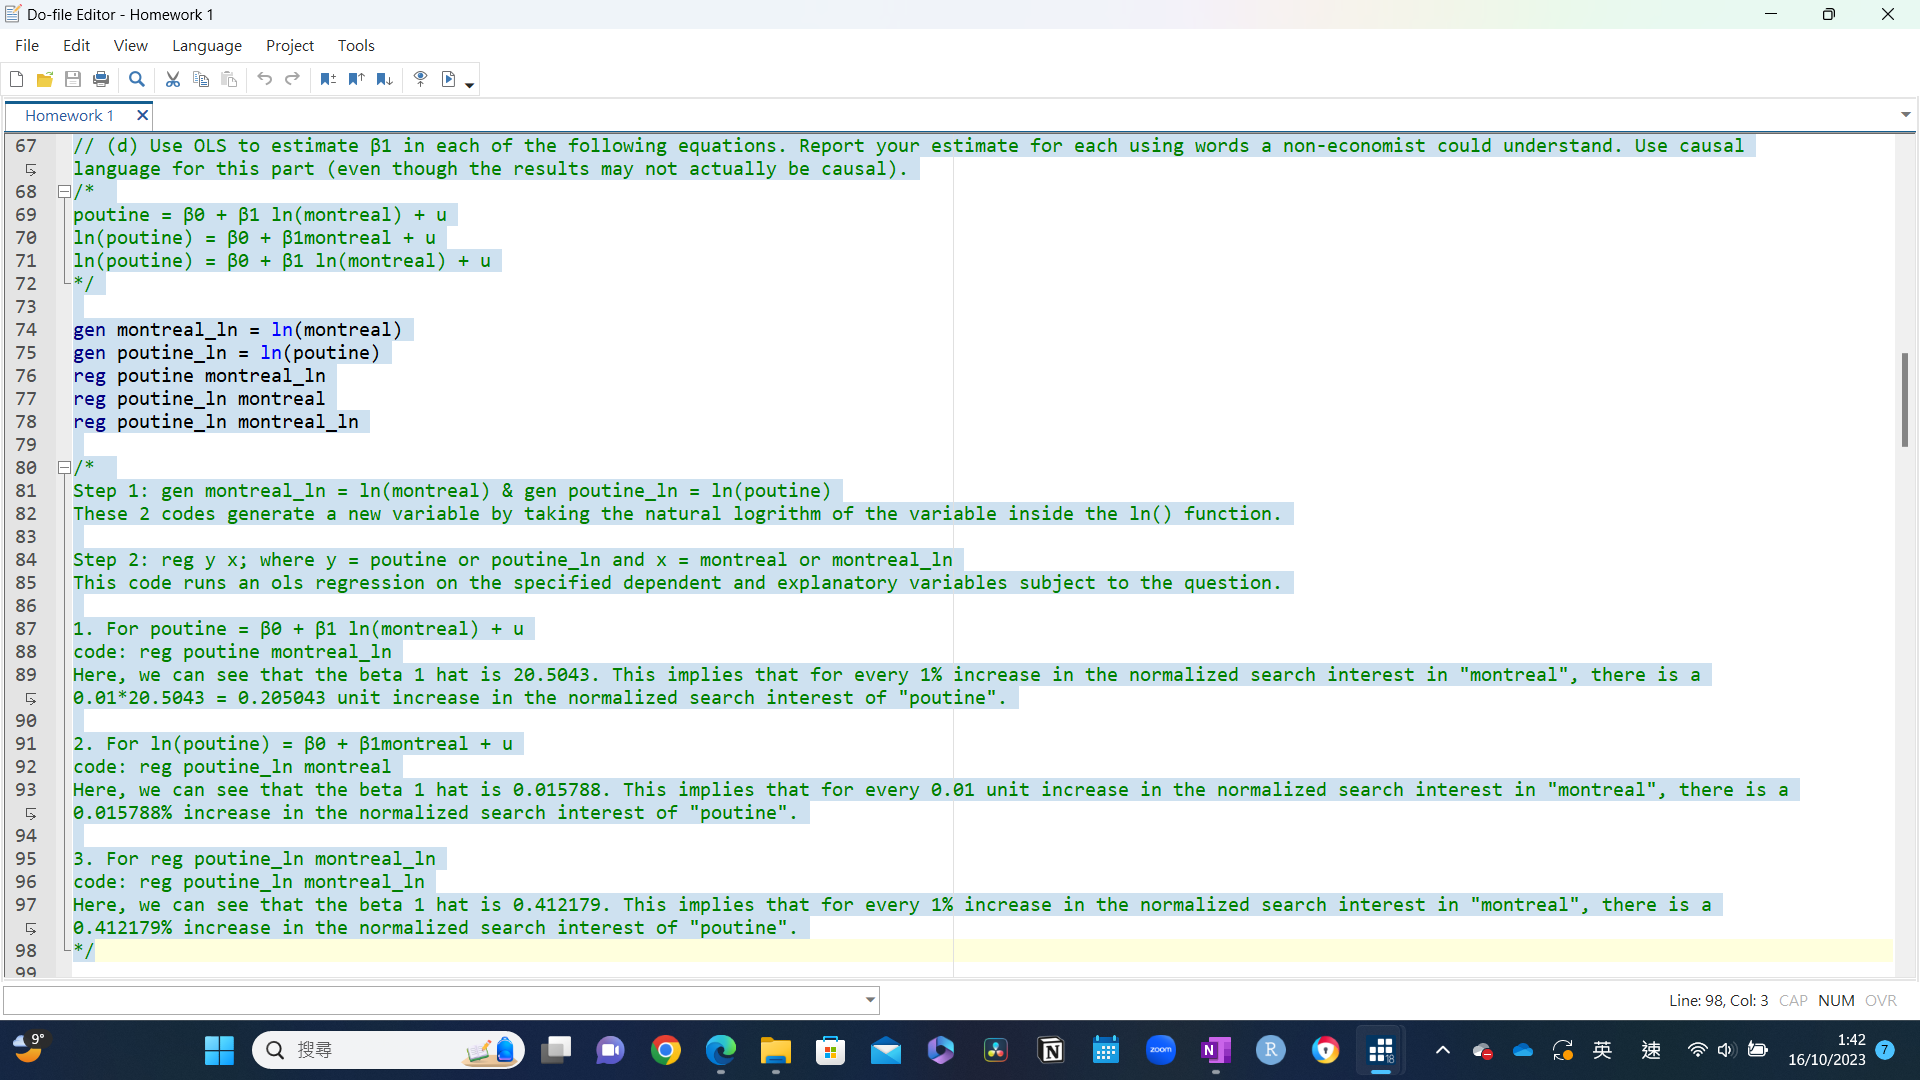 Do-file Editor - Homework 1
File Edit View Language Project Tools
Homework 1
67 // (d) Use OLS to estimate β1 in each of the following equations. Report your estimate for each using words a non-economist could understand. Use causal
language for this part (even though the results may not actually be causal).
68 /*
69 poutine = β0 + β1 ln(montreal) + u
70 ln(poutine) = β0 + β1montreal + u
71 ln(poutine) = β0 + β1 ln(montreal) + u
72 */
73
74 gen montreal_ln = ln(montreal)
75 gen poutine_ln = ln(poutine)
76 reg poutine montreal_ln
77 reg poutine_ln montreal
78 reg poutine_ln montreal_ln
79
80 /*
81 Step 1: gen montreal_ln = ln(montreal) & gen poutine_ln = ln(poutine)
82 These 2 codes generate a new variable by taking the natural logrithm of the variable inside the ln() function.
83
84 Step 2: reg y x; where y = poutine or poutine_ln and x = montreal or montreal_ln
85 This code runs an ols regression on the specified dependent and explanatory variables subject to the question.
86
87 1. For poutine = β0 + β1 ln(montreal) + u
88 code: reg poutine montreal_ln
89 Here, we can see that the beta 1 hat is 20.5043. This implies that for every 1% increase in the normalized search interest in "montreal", there is a
0.01*20.5043 = 0.205043 unit increase in the normalized search interest of "poutine".
90
91 2. For ln(poutine) = β0 + β1montreal + u
92 code: reg poutine_ln montreal
93 Here, we can see that the beta 1 hat is 0.015788. This implies that for every 0.01 unit increase in the normalized search interest in "montreal", there is a
0.015788% increase in the normalized search interest of "poutine".
94
95 3. For reg poutine_ln montreal_ln
96 code: reg poutine_ln montreal_ln
97 Here, we can see that the beta 1 hat is 0.412179. This implies that for every 1% increase in the normalized search interest in "montreal", there is a
0.412179% increase in the normalized search interest of "poutine".
98 */
99
Line: 98, Col: 3 CAP NUM OVR
9°
搜尋
zoom
N
R
18
英
速
1:42
16/10/2023
7